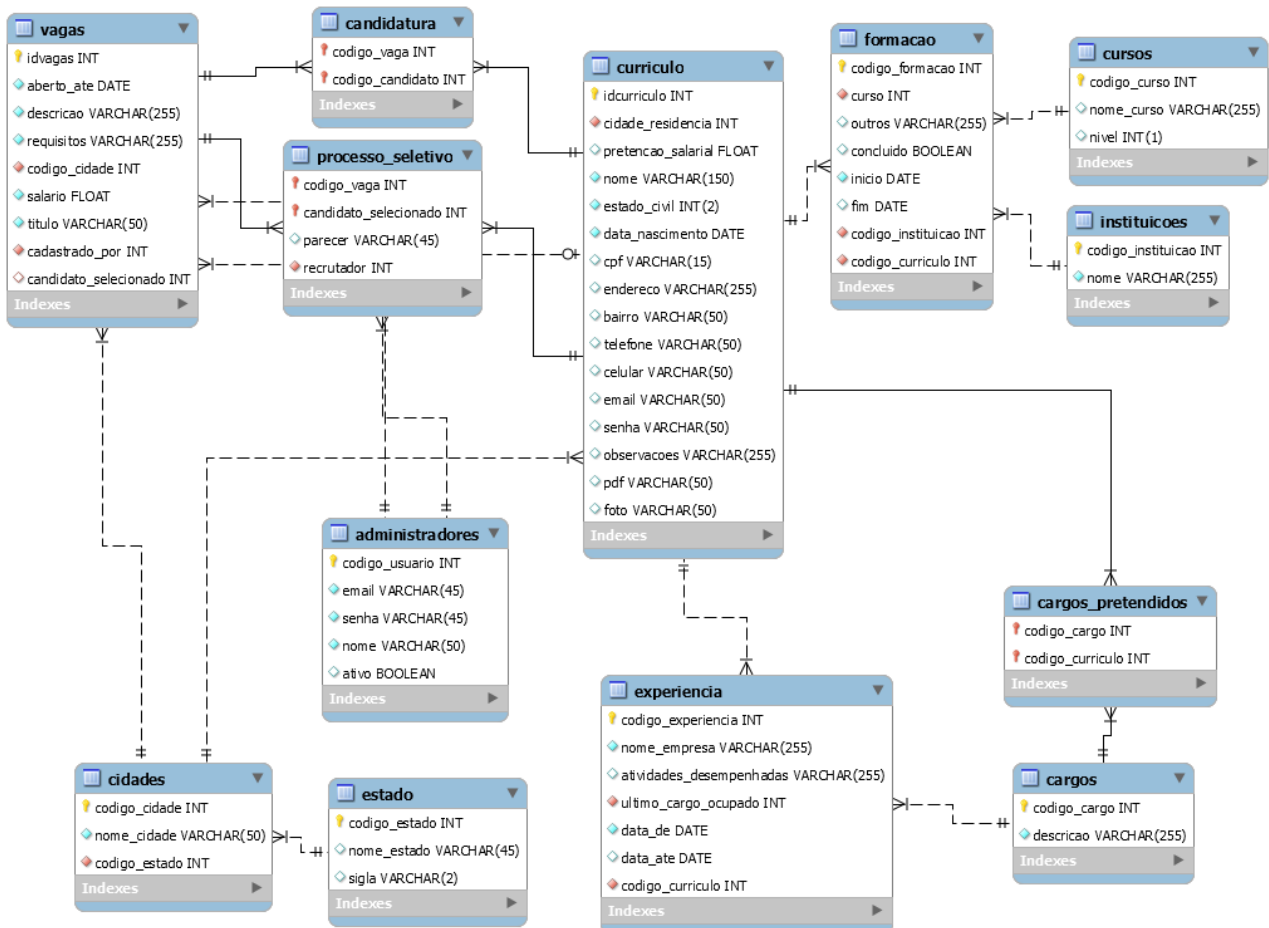 vagas
idvagas INT
aberto_ate DATE
descricao VARCHAR(255)
requisitos VARCHAR(255)
codigo_cidade INT
salario FLOAT
titulo VARCHAR(50)
cadastrado_por INT
candidato_selecionado INT
Indexes
candidatura
codigo_vaga INT
codigo_candidato INT
Indexes
processo_seletivo
codigo_vaga INT
candidato_selecionado INT
parecer VARCHAR(45)
recrutador INT
Indexes
curriculo
idcurriculo INT
cidade_residencia INT
pretencao_salarial FLOAT
nome VARCHAR(150)
estado_civil INT(2)
data_nascimento DATE
cpf VARCHAR(15)
endereco VARCHAR(255)
bairro VARCHAR(50)
telefone VARCHAR(50)
celular VARCHAR(50)
email VARCHAR(50)
senha VARCHAR(50)
observacoes VARCHAR(255)
pdf VARCHAR(50)
foto VARCHAR(50)
Indexes
formacao
codigo_formacao INT
curso INT
outros VARCHAR(255)
concluido BOOLEAN
inicio DATE
fim DATE
codigo_instituicao INT
codigo_curriculo INT
Indexes
cursos
codigo_curso INT
nome_curso VARCHAR(255)
nivel INT(1)
Indexes
instituicoes
codigo_instituicao INT
nome VARCHAR(255)
Indexes
administradores
codigo_usuario INT
email VARCHAR(45)
senha VARCHAR(45)
nome VARCHAR(50)
ativo BOOLEAN
Indexes
cargos_pretendidos
codigo_cargo INT
codigo_curriculo INT
Indexes
experiencia
codigo_experiencia INT
nome_empresa VARCHAR(255)
atividades_desempenhadas VARCHAR(255)
ultimo_cargo_ocupado INT
data_de DATE
data_ate DATE
codigo_curriculo INT
Indexes
cargos
codigo_cargo INT
descricao VARCHAR(255)
Indexes
cidades
codigo_cidade INT
nome_cidade VARCHAR(50)
codigo_estado INT
Indexes
estado
codigo_estado INT
nome_estado VARCHAR(45)
sigla VARCHAR(2)
Indexes